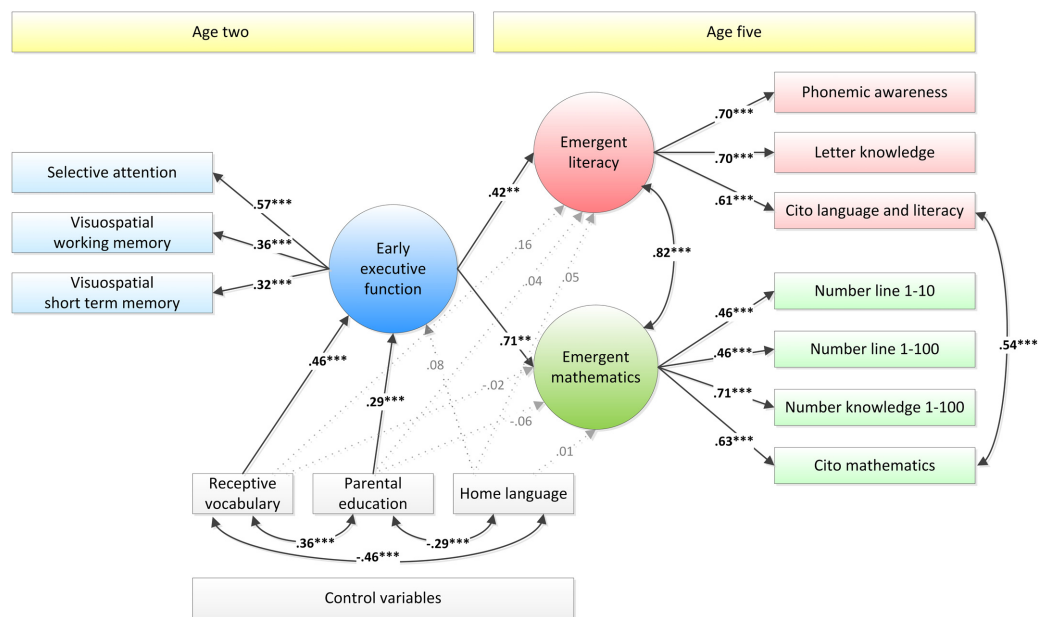 Age two
Age five
Phonemic awareness
.70***
Emergent
literacy
Letter knowledge
.70***
Selective attention
.42**
.61***
Cito language and literacy
.57***
Visuospatial
working memory
.36***
Early
executive
function
.16
.04
.05
.82***
Visuospatial
short term memory
.32***
Number line 1-10
.46***
.71**
Number line 1-100
.46***
.54***
.46***
.08
-.02
Emergent
mathematics
.29***
.71***
Number knowledge 1-100
-.06
.63***
.01
Cito mathematics
Receptive
vocabulary
Parental
education
Home language
.36***
-.29***
-.46***
Control variables